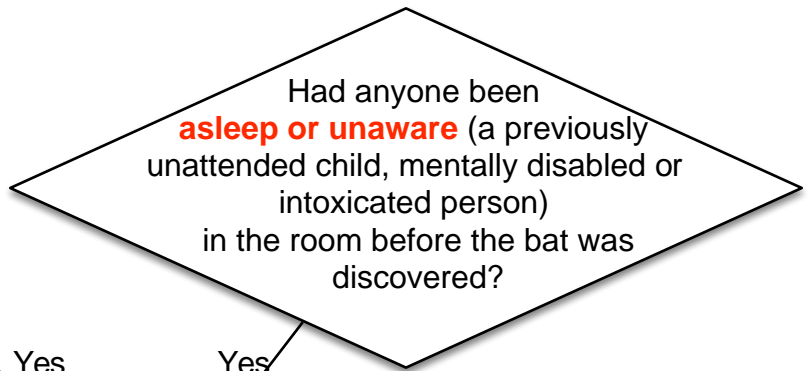 Had anyone been
asleep or unaware (a previously
unattended child, mentally disabled or
intoxicated person)
in the room before the bat was
discovered?
Yes Yes